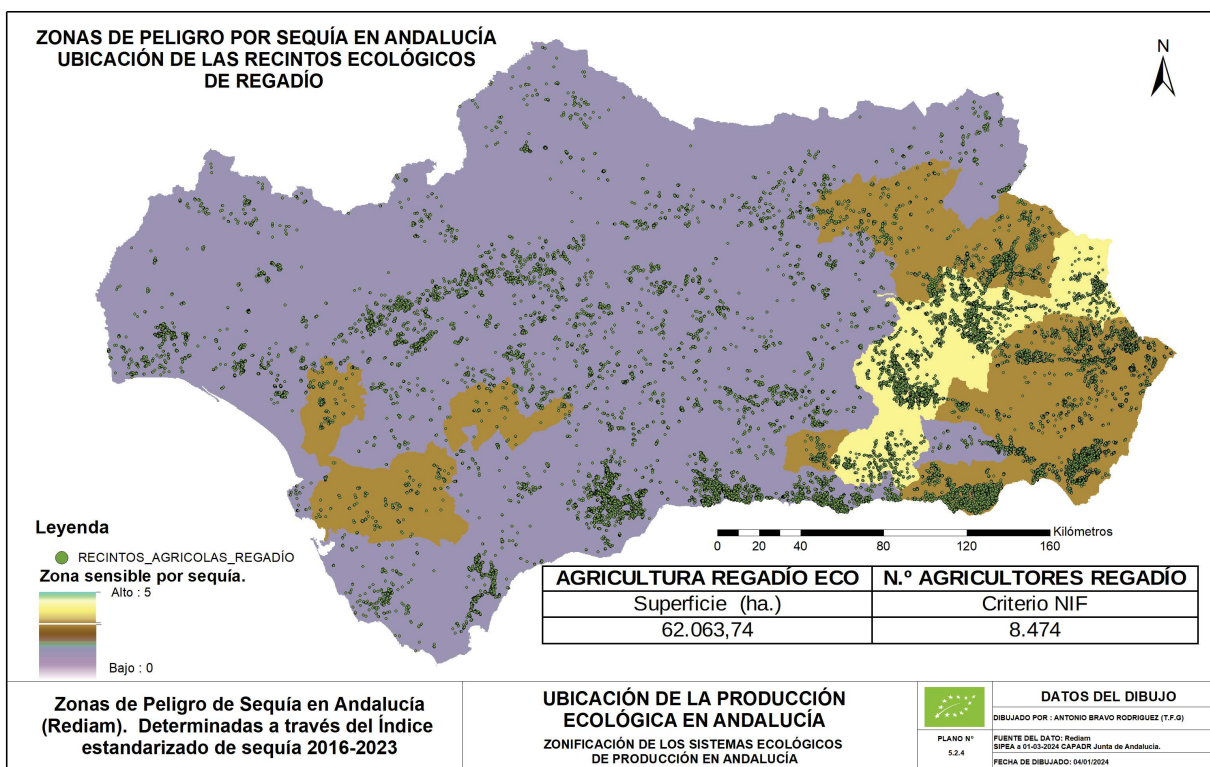 ZONAS DE PELIGRO POR SEQUÍA EN ANDALUCÍA
UBICACIÓN DE LAS RECINTOS ECOLÓGICOS
DE REGADÍO
N
Leyenda
RECINTOS_AGRICOLAS_REGADÍO
Zona sensible por sequía.
Alto : 5
Bajo : 0
Kilómetros
0 20 40 80 120 160
AGRICULTURA REGADÍO ECO N.º AGRICULTORES REGADÍO
Superficie (ha.) Criterio NIF
62.063,74 8.474
Zonas de Peligro de Sequía en Andalucía
(Rediam). Determinadas a través del Índice
estandarizado de sequía 2016-2023
UBICACIÓN DE LA PRODUCCIÓN
ECOLÓGICA EN ANDALUCÍA
ZONIFICACIÓN DE LOS SISTEMAS ECOLÓGICOS
DE PRODUCCIÓN EN ANDALUCÍA
PLANO Nº
5.2.4
DATOS DEL DIBUJO
DIBUJADO POR : ANTONIO BRAVO RODRIGUEZ (T.F.G)
FUENTE DEL DATO: Rediam
SIPEA a 01-03-2024 CAPADR Junta de Andalucía.
FECHA DE DIBUJADO: 04/01/2024